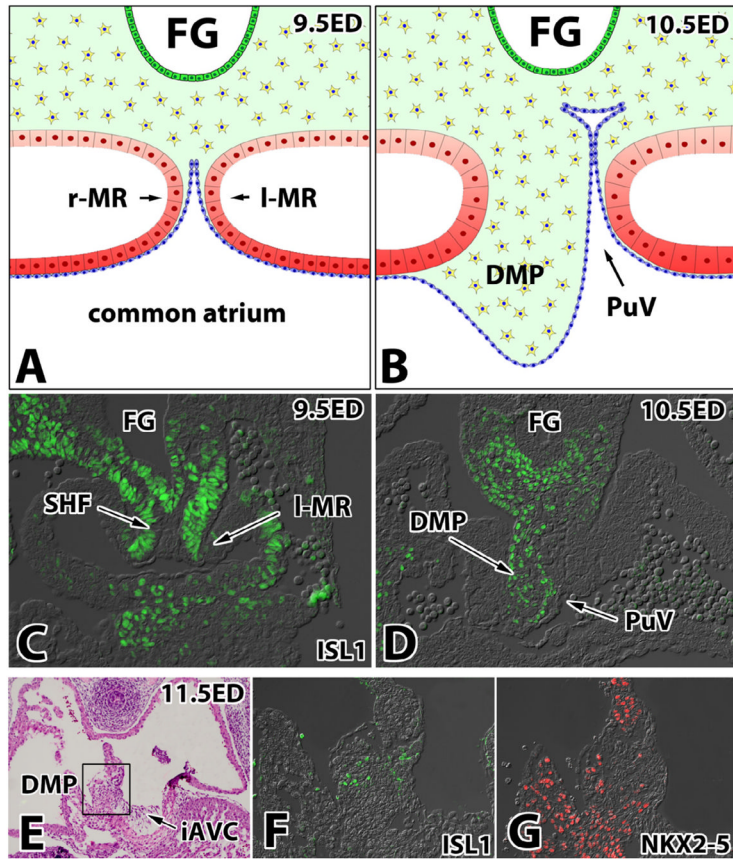 FG
9.5ED
r-MR
l-MR
common atrium
A
FG
10.5ED
DMP
PuV
B
FG
9.5ED
SHF
l-MR
C
ISL1
FG
10.5ED
DMP
PuV
D
11.5ED
DMP
iAVC
E
F
ISL1
G
NKX2-5